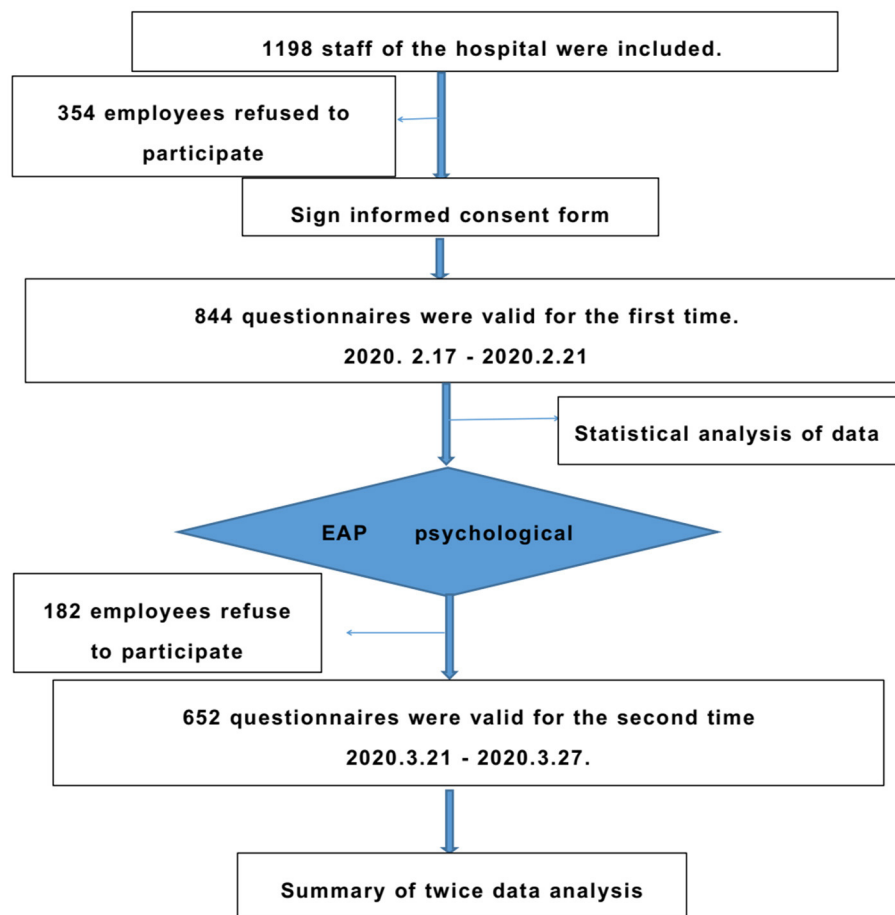 1198 staff of the hospital were included.
354 employees refused to
participate
Sign informed consent form
844 questionnaires were valid for the first time.
2020. 2.17 - 2020.2.21
Statistical analysis of data
EAP psychological
182 employees refuse
to participate
652 questionnaires were valid for the second time
2020.3.21 - 2020.3.27.
Summary of twice data analysis